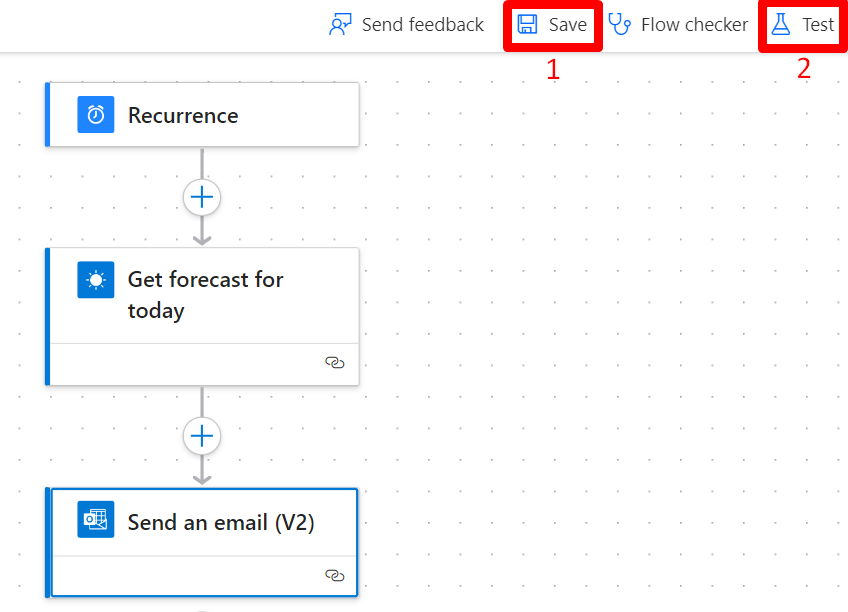 Send feedback Save Flow checker Test
1 2
Recurrence
Get forecast for
today
Send an email (V2)